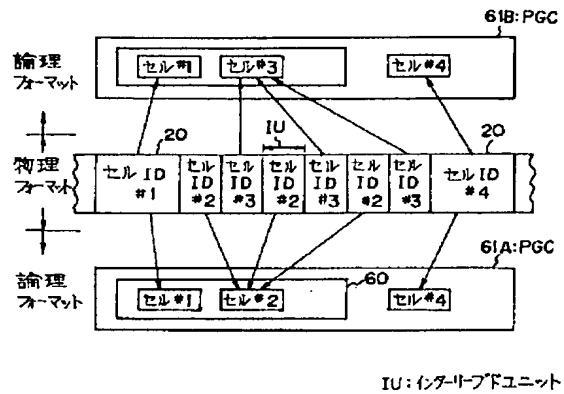 61B:PGC
論理
フォーマット
セル#1
セル#3
セル#4
20
IU
20
物理
フォーマット
セル ID #1
セル ID #2
セル ID #3
セル ID #2
セル ID #3
セル ID #2
セル ID #3
セル ID #4
61A:PGC
論理
フォーマット
セル#1
セル#2
60
セル#4
IU:インターリーブドユニット